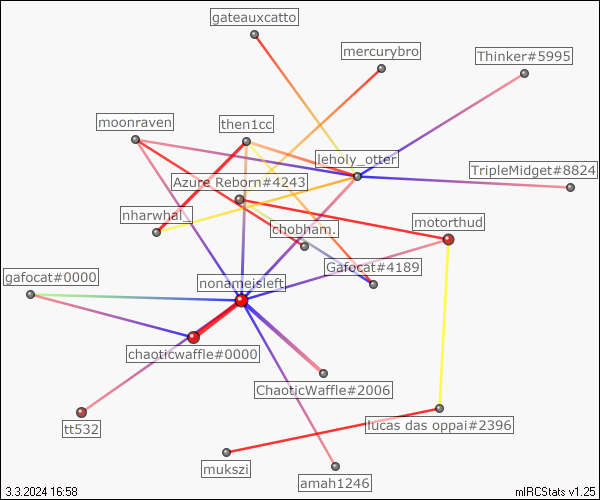 gateauxcatto
mercurybro
Thinker#5995
moonraven
then1cc
leholy_otter
TripleMidget#8824
Azure Reborn#4243
nharwhal_
chobham.
motorthud
gafocat#0000
nonameisleft
Gafocat#4189
chaoticwaffle#0000
ChaoticWaffle#2006
tt532
lucas das oppai#2396
mukszi
amah1246
3.3.2024 16:58
mIRCStats v1.25